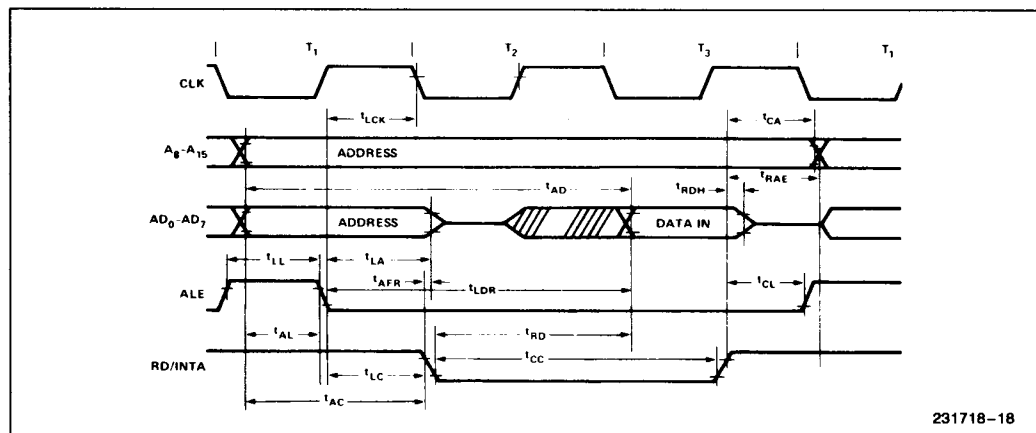 T1 T2 T3 T1
CLK
tLCK tCA
A8-A15 ADDRESS
tRAE
tAD tRDH
AD0-AD7 ADDRESS DATA IN
tLL tLA
tAFR tLDR tCL
ALE
tRD
tAL
tCC
RD/INTA
tLC
tAC
231718-18